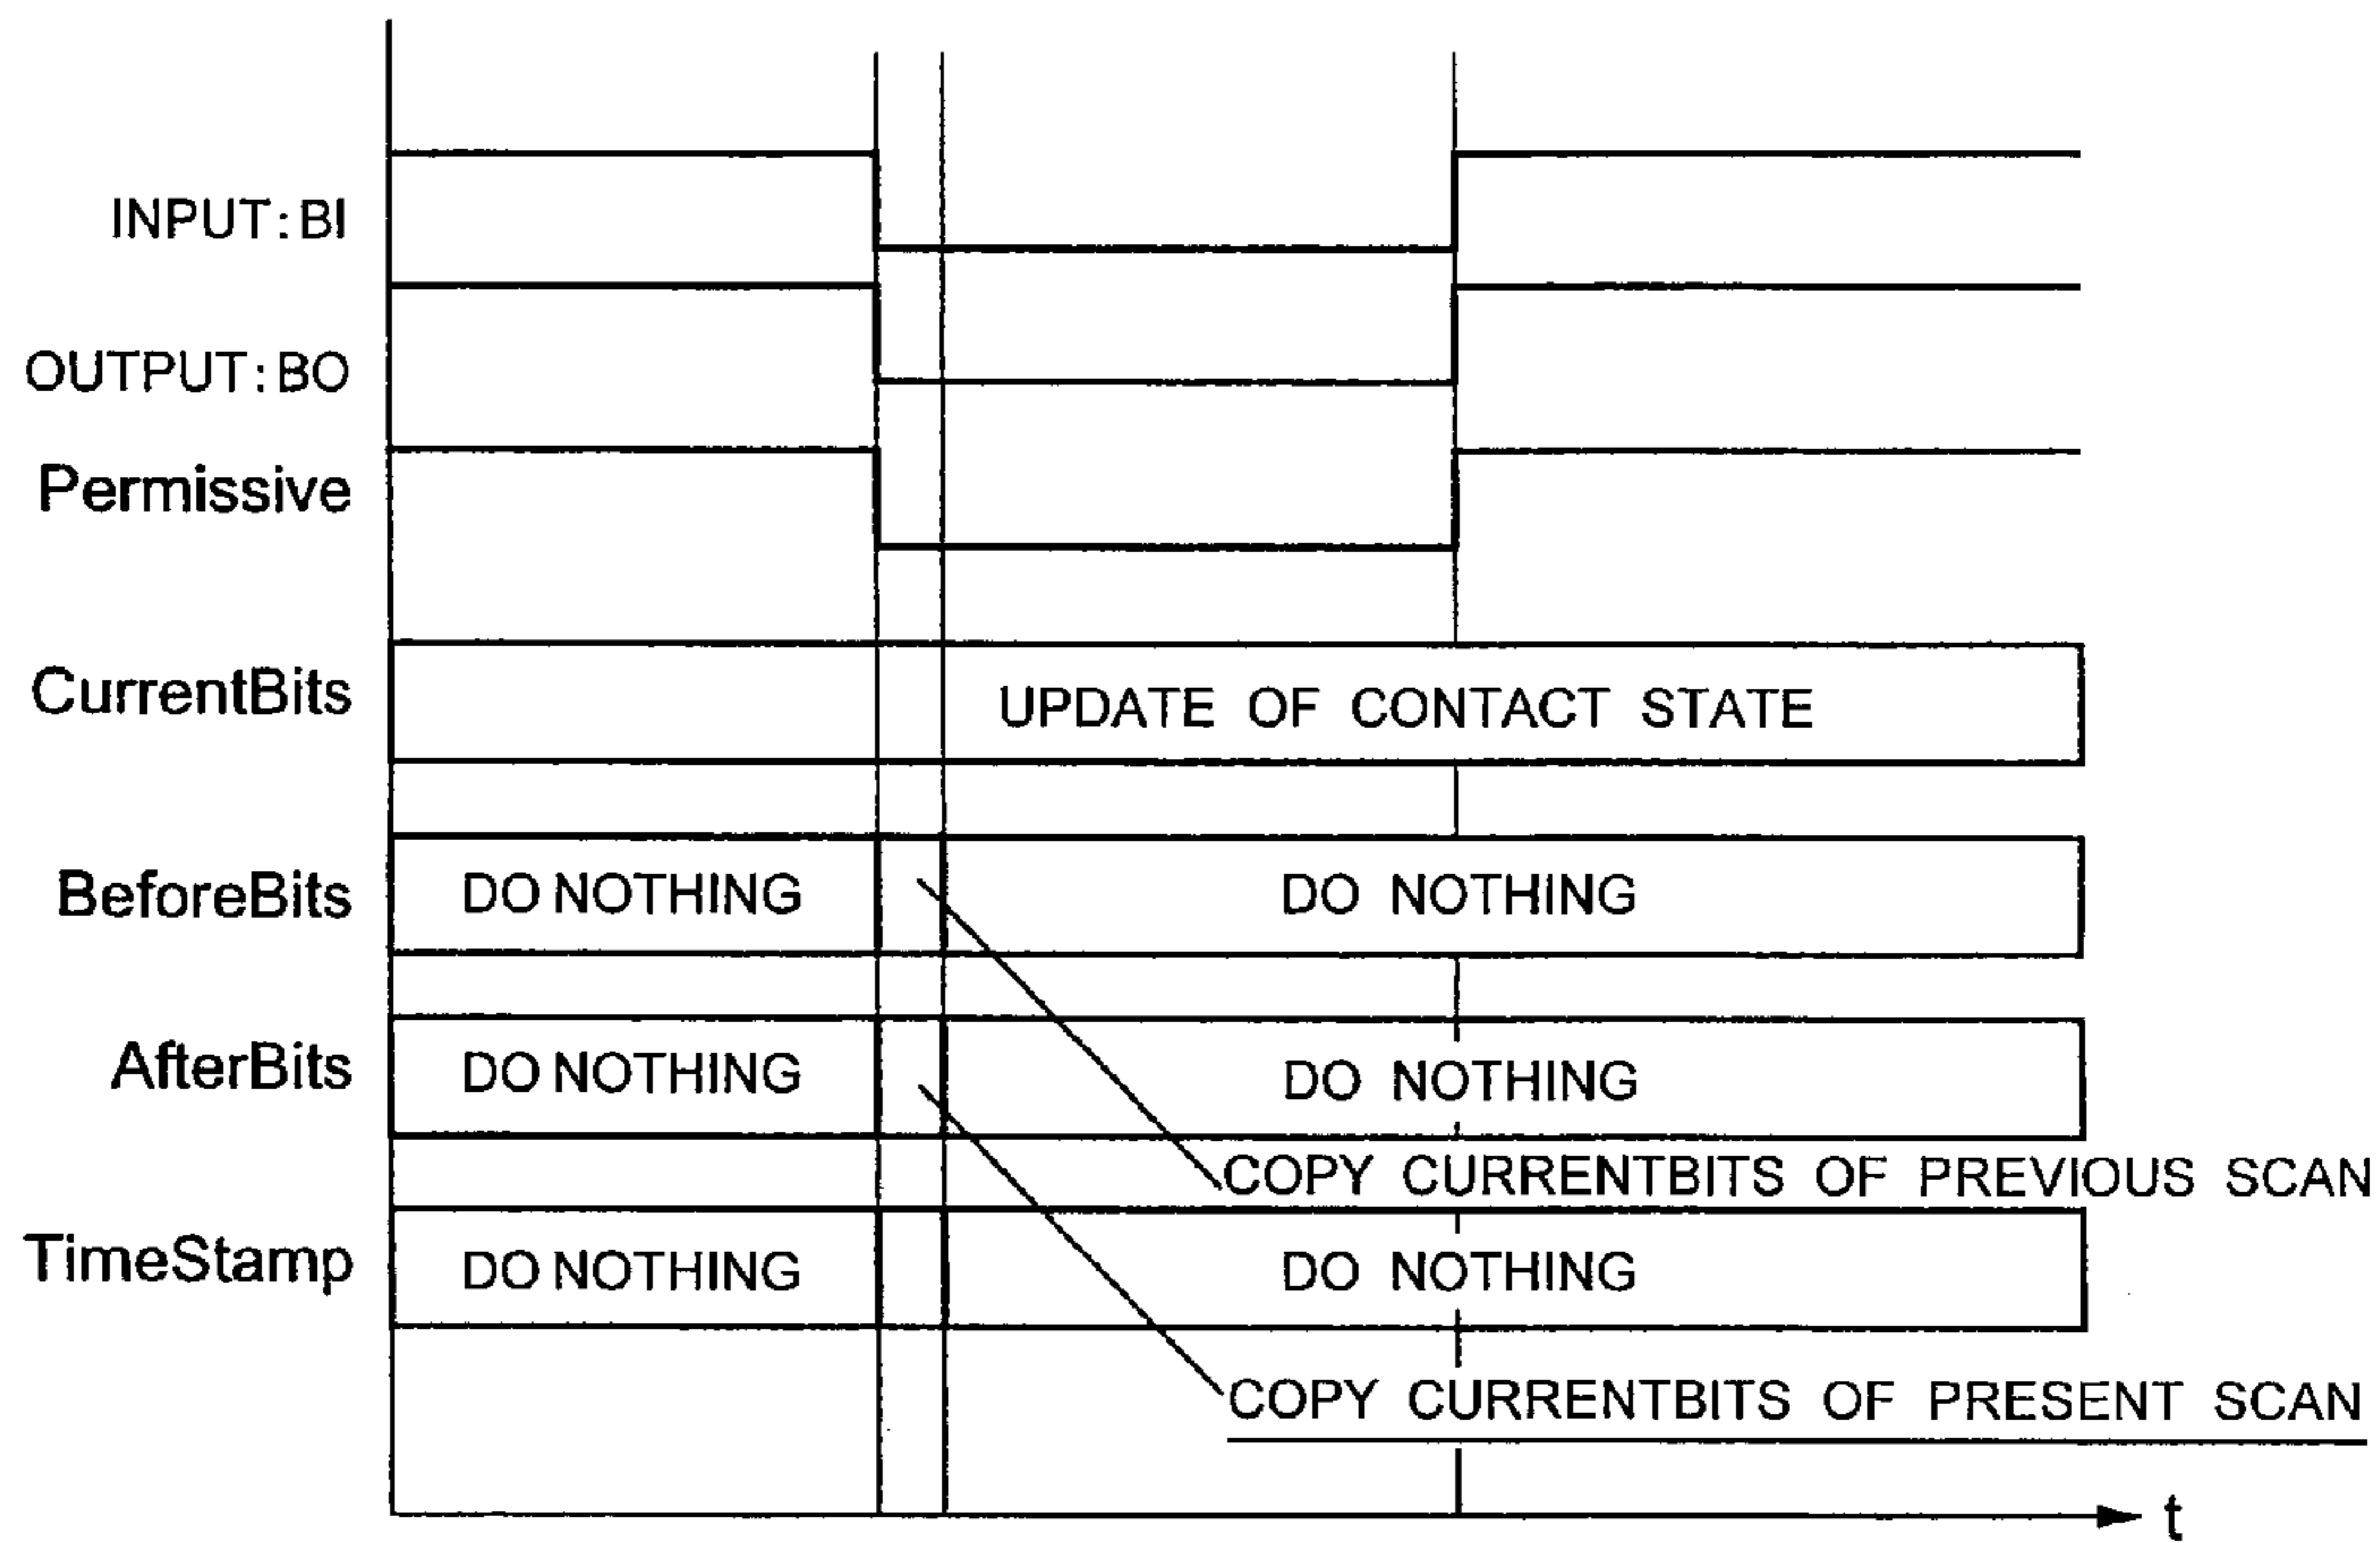 INPUT:BI
OUTPUT:BO
Permissive
CurrentBits
UPDATE OF CONTACT STATE
BeforeBits
DO NOTHING
DO NOTHING
AfterBits
DO NOTHING
DO NOTHING
COPY CURRENTBITS OF PREVIOUS SCAN
TimeStamp
DO NOTHING
DO NOTHING
COPY CURRENTBITS OF PRESENT SCAN
t